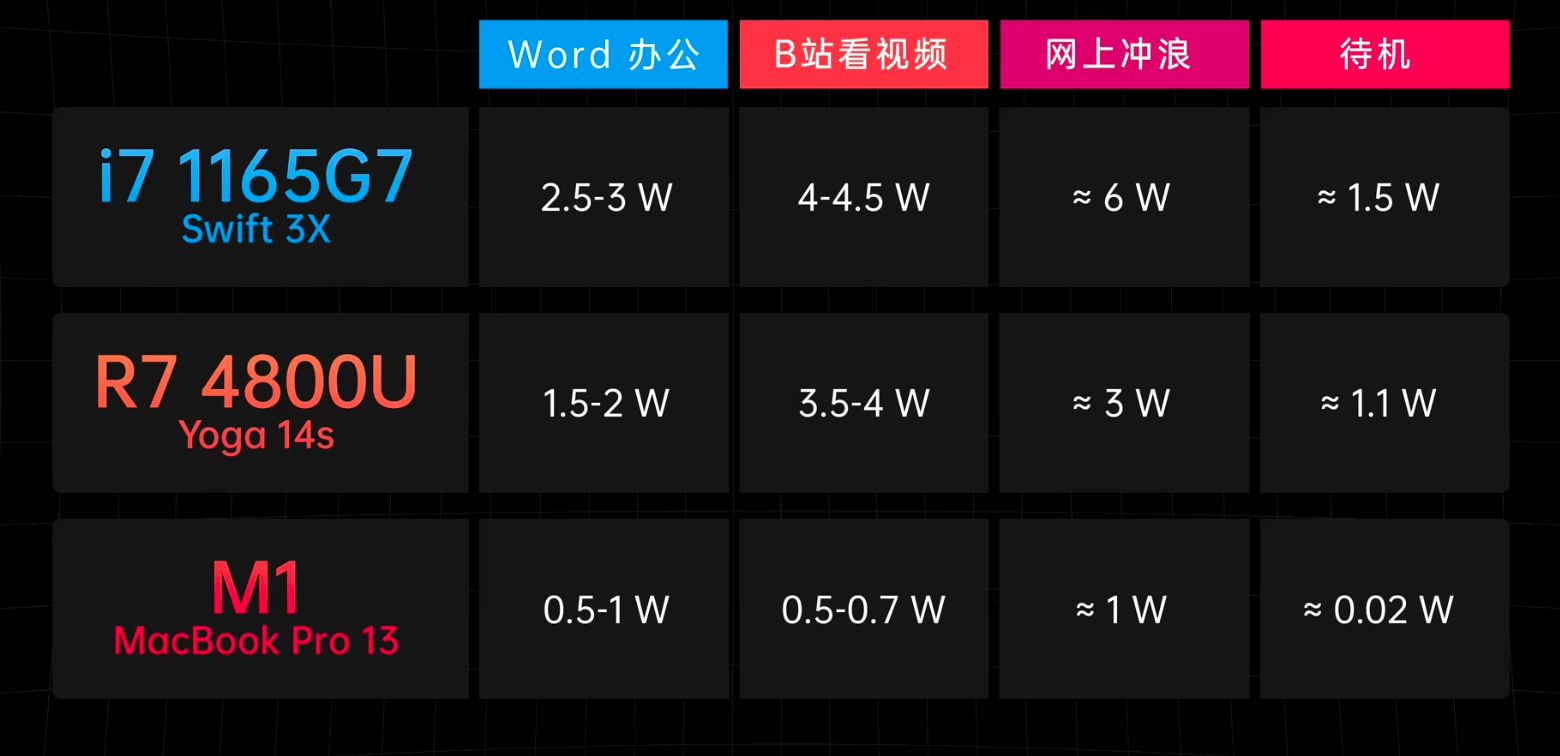 Word 办公
B站看视频
网上冲浪
待机
i7 1165G7
Swift 3X
2.5-3 W
4-4.5 W
≈ 6 W
≈ 1.5 W
R7 4800U
Yoga 14s
1.5-2 W
3.5-4 W
≈ 3 W
≈ 1.1 W
M1
MacBook Pro 13
0.5-1 W
0.5-0.7 W
≈ 1 W
≈ 0.02 W